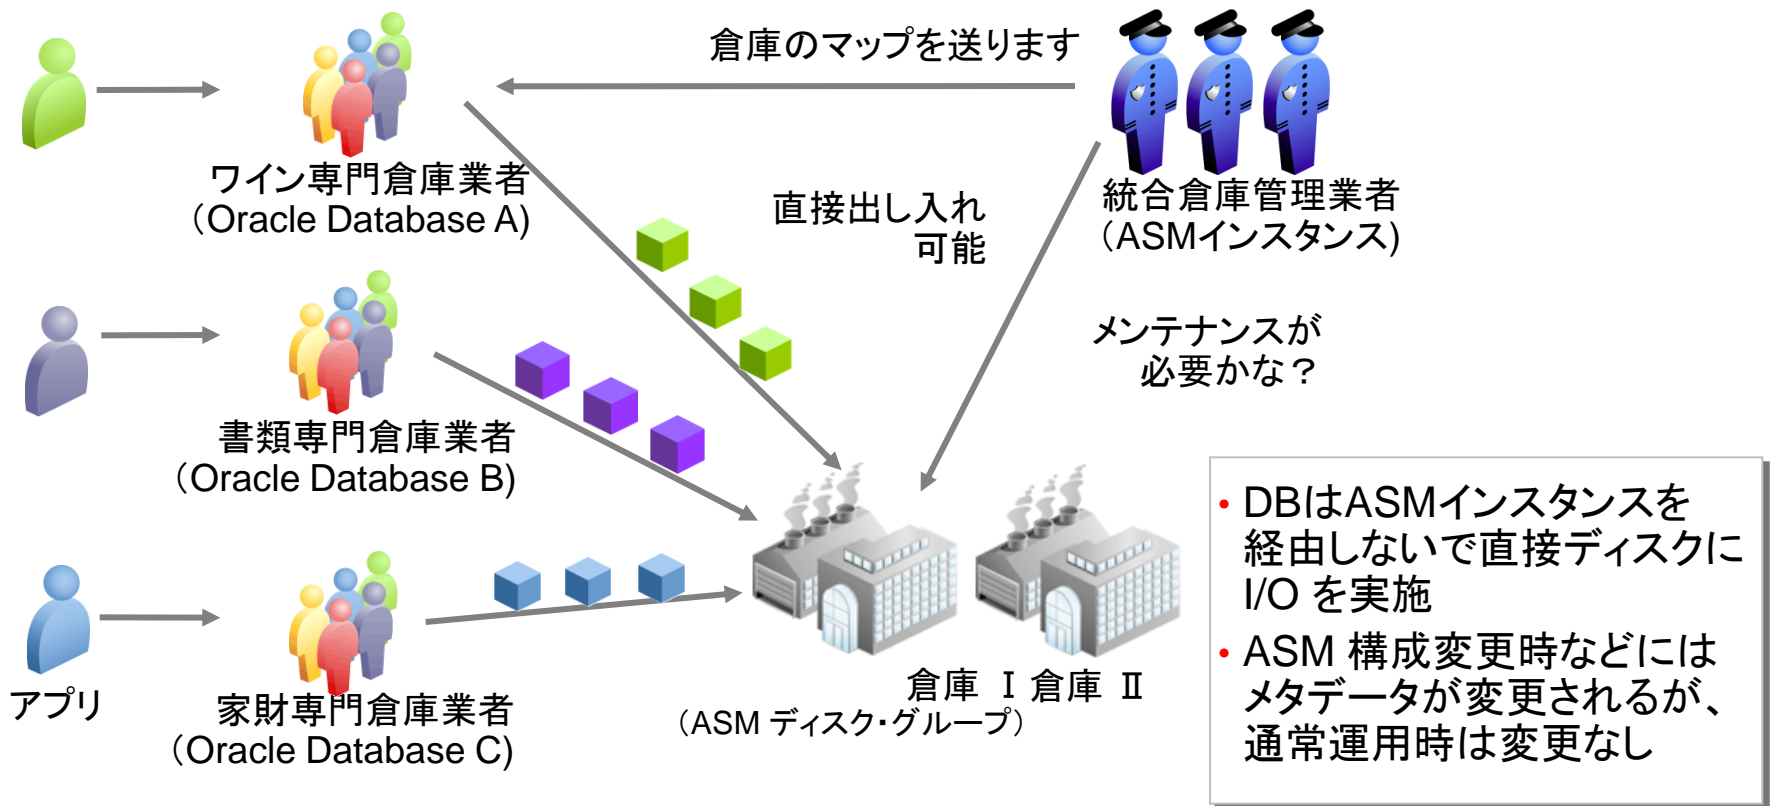 倉庫のマップを送ります
ワイン専門倉庫業者
（Oracle Database A)
直接出し入れ
可能
統合倉庫管理業者
（ASMインスタンス)
メンテナンスが
必要かな？
書類専門倉庫業者
（Oracle Database B)
アプリ
家財専門倉庫業者
（Oracle Database C)
倉庫 Ⅰ 倉庫 Ⅱ
（ASM ディスク・グループ）
• DBはASMインスタンスを
経由しないで直接ディスクに
I/O を実施
• ASM 構成変更時などには
メタデータが変更されるが、
通常運用時は変更なし